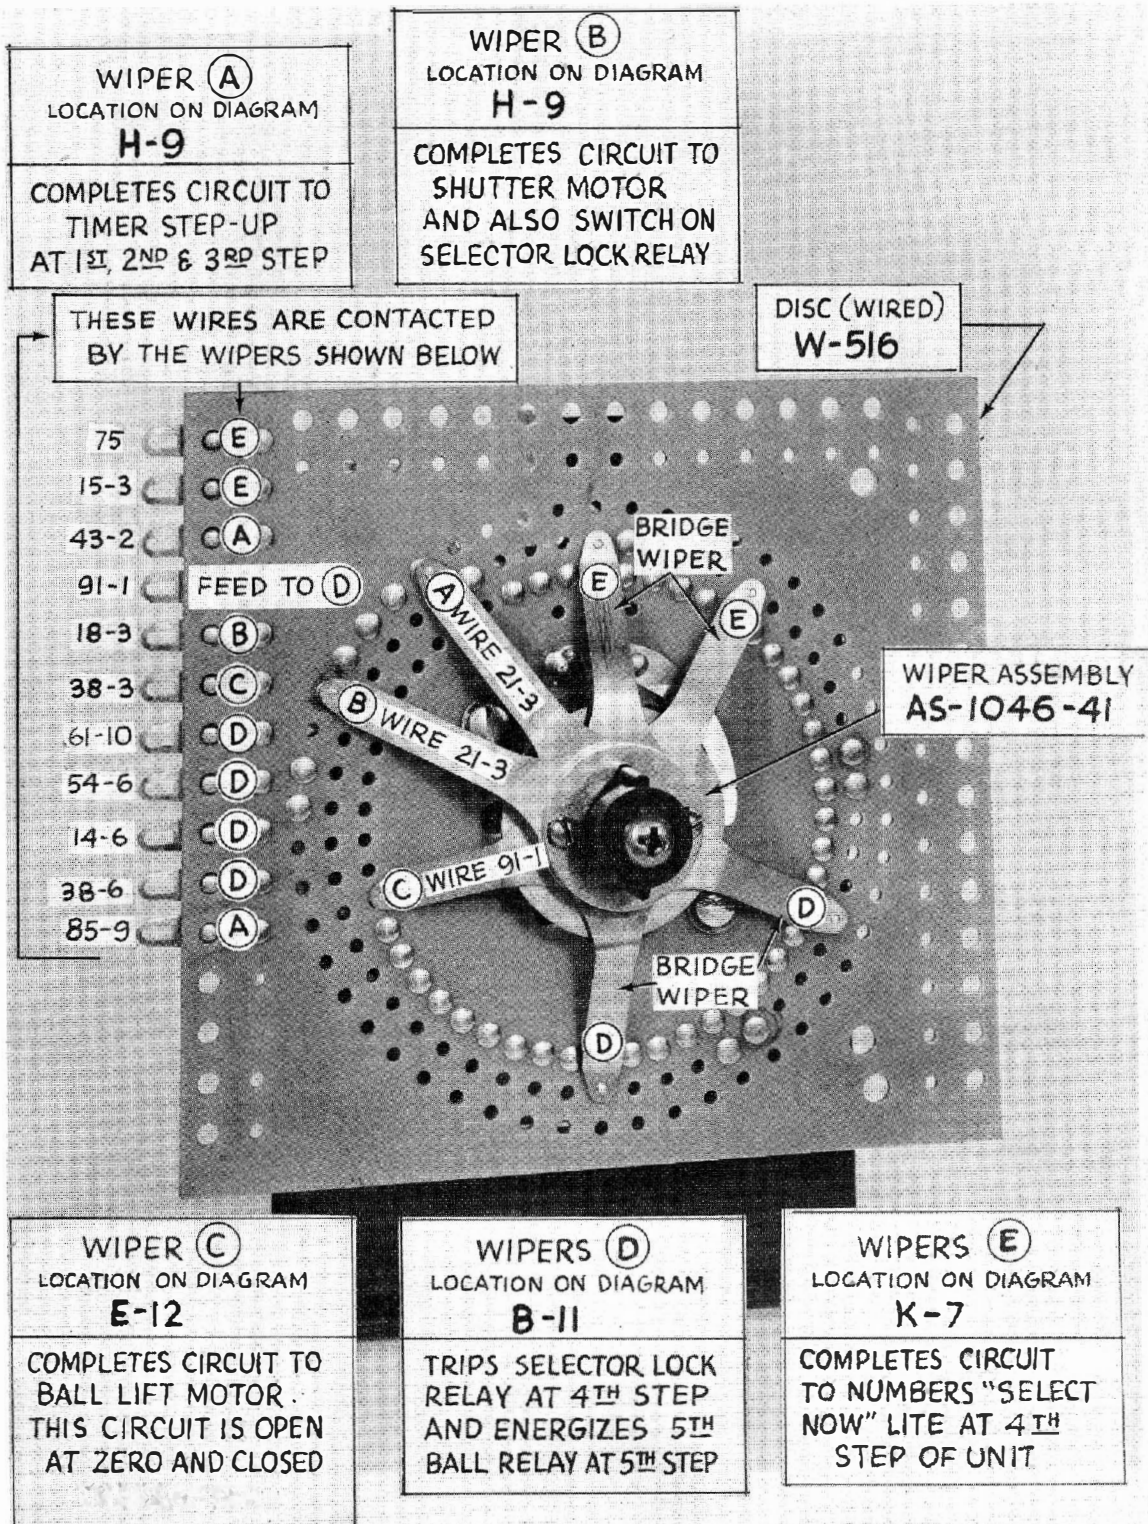 WIPER (A)
LOCATION ON DIAGRAM
H-9
COMPLETES CIRCUIT TO
TIMER STEP-UP
AT 1ST, 2ND & 3RD STEP
WIPER (B)
LOCATION ON DIAGRAM
H-9
COMPLETES CIRCUIT TO
SHUTTER MOTOR
AND ALSO SWITCH ON
SELECTOR LOCK RELAY
THESE WIRES ARE CONTACTED
BY THE WIPERS SHOWN BELOW
DISC (WIRED)
W-516
75 E
15-3 E
43-2 A
91-1 FEED TO (D)
18-3 B
38-3 C
61-10 D
54-6 D
14-6 D
38-6 D
85-9 A
BRIDGE
WIPER
E
E
A WIRE 21-3
B WIRE 21-3
C WIRE 91-1
WIPER ASSEMBLY
AS-1046-41
D
BRIDGE
WIPER
D
WIPER (C)
LOCATION ON DIAGRAM
E-12
COMPLETES CIRCUIT TO
BALL LIFT MOTOR.
THIS CIRCUIT IS OPEN
AT ZERO AND CLOSED
WIPERS (D)
LOCATION ON DIAGRAM
B-11
TRIPS SELECTOR LOCK
RELAY AT 4TH STEP
AND ENERGIZES 5TH
BALL RELAY AT 5TH STEP
WIPERS (E)
LOCATION ON DIAGRAM
K-7
COMPLETES CIRCUIT
TO NUMBERS "SELECT
NOW" LITE AT 4TH
STEP OF UNIT